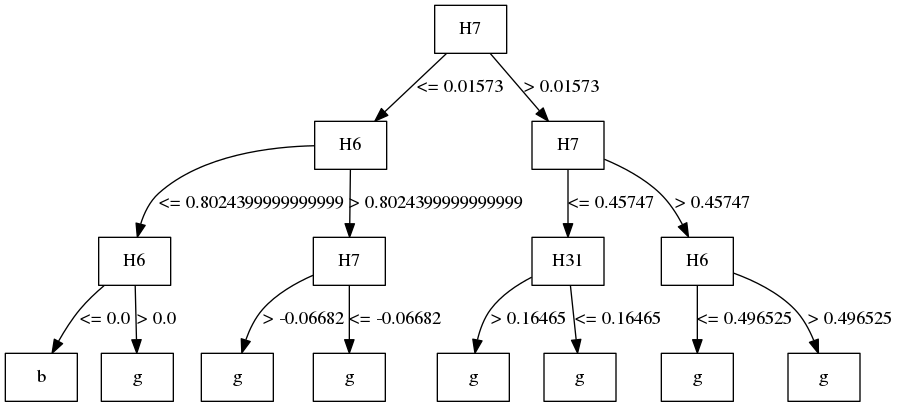 H7
<= 0.01573
> 0.01573
H6
H7
<= 0.8024399999999999
> 0.8024399999999999
<= 0.45747
> 0.45747
H6
H7
H31
H6
<= 0.0
> 0.0
> -0.06682
<= -0.06682
> 0.16465
<= 0.16465
<= 0.496525
> 0.496525
b
g
g
g
g
g
g
g